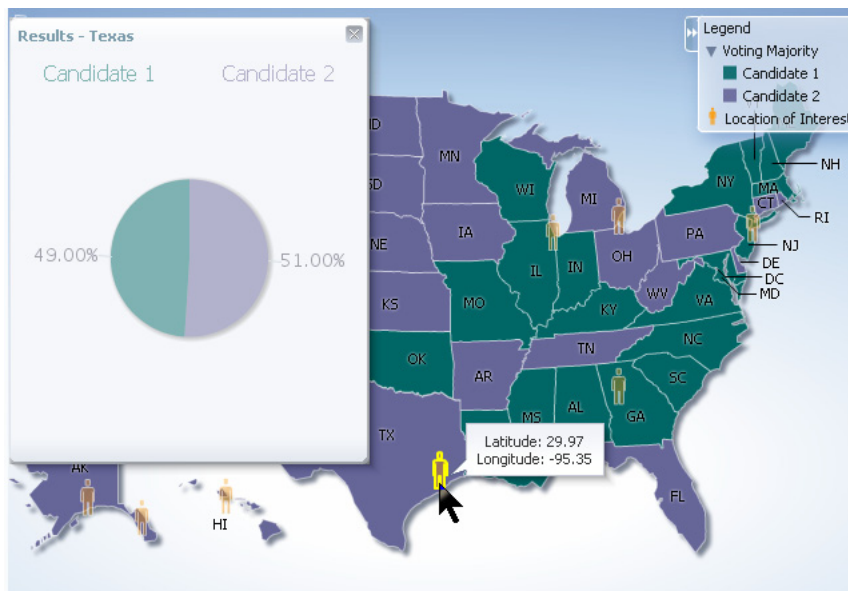 Results - Texas
Candidate 1
Candidate 2
49.00%
51.00%
Legend
Voting Majority
Candidate 1
Candidate 2
Location of Interest
MN
WI
MI
NY
MA
NH
CT
RI
IA
PA
NJ
NE
OH
DE
IL
IN
DC
WV
MD
KS
MO
KY
VA
TN
NC
OK
AR
SC
MS
AL
GA
TX
Latitude: 29.97
Longitude: -95.35
AK
HI
FL